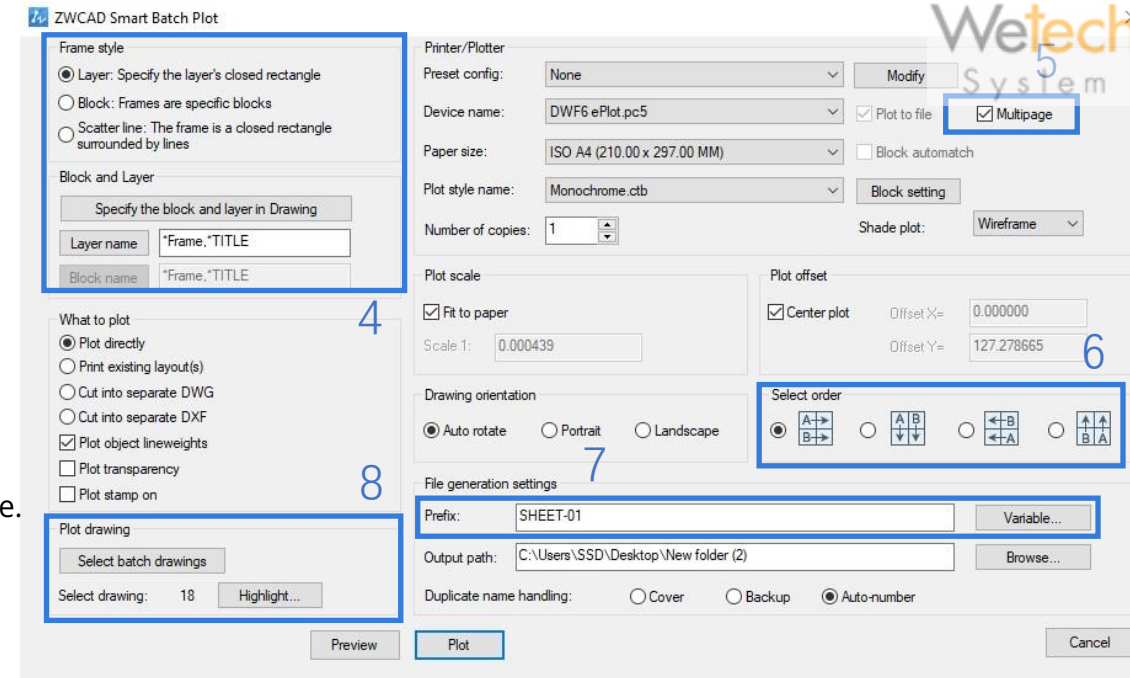 ZWCAD Smart Batch Plot
Wetech
System
Frame style
Layer: Specify the layer's closed rectangle
Block: Frames are specific blocks
Scatter line: The frame is a closed rectangle
surrounded by lines
Block and Layer
Specify the block and layer in Drawing
Layer name *Frame,*TITLE
Block name *Frame,*TITLE
4
What to plot
Plot directly
Print existing layout(s)
Cut into separate DWG
Cut into separate DXF
Plot object lineweights
Plot transparency
Plot stamp on
8
e.
Plot drawing
Select batch drawings
Select drawing: 18 Highlight...
Printer/Plotter
5
Preset config: None Modify
Device name: DWF6 ePlot.pc5 Plot to file Multipage
Paper size: ISO A4 (210.00 x 297.00 MM) Block automatch
Plot style name: Monochrome.ctb Block setting
Number of copies: 1 Shade plot: Wireframe
Plot scale
Fit to paper
Scale 1: 0.000439
Plot offset
Center plot Offset X= 0.000000
Offset Y= 127.278665
6
Drawing orientation
Auto rotate Portrait Landscape
7
Select order
A B A B B A B A
File generation settings
Prefix: SHEET-01 Variable...
Output path: C:\Users\SSD\Desktop\New folder (2) Browse...
Duplicate name handling: Cover Backup Auto-number
Preview Plot Cancel